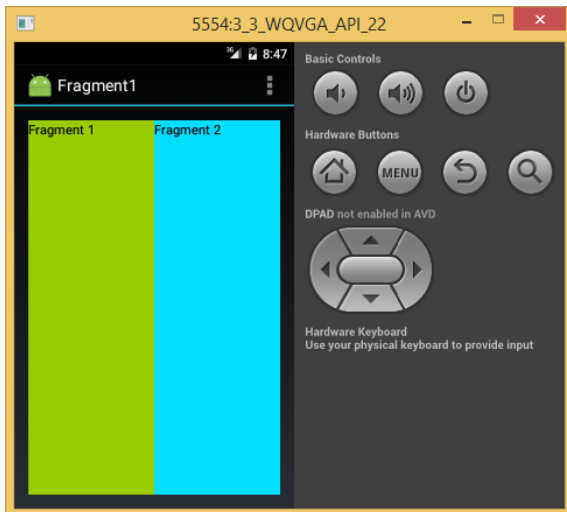 5554:3_3_WQVGA_API_22
36 8:47
Fragment1
Fragment 1
Fragment 2
Basic Controls
Hardware Buttons
MENU
DPAD not enabled in AVD
Hardware Keyboard
Use your physical keyboard to provide input